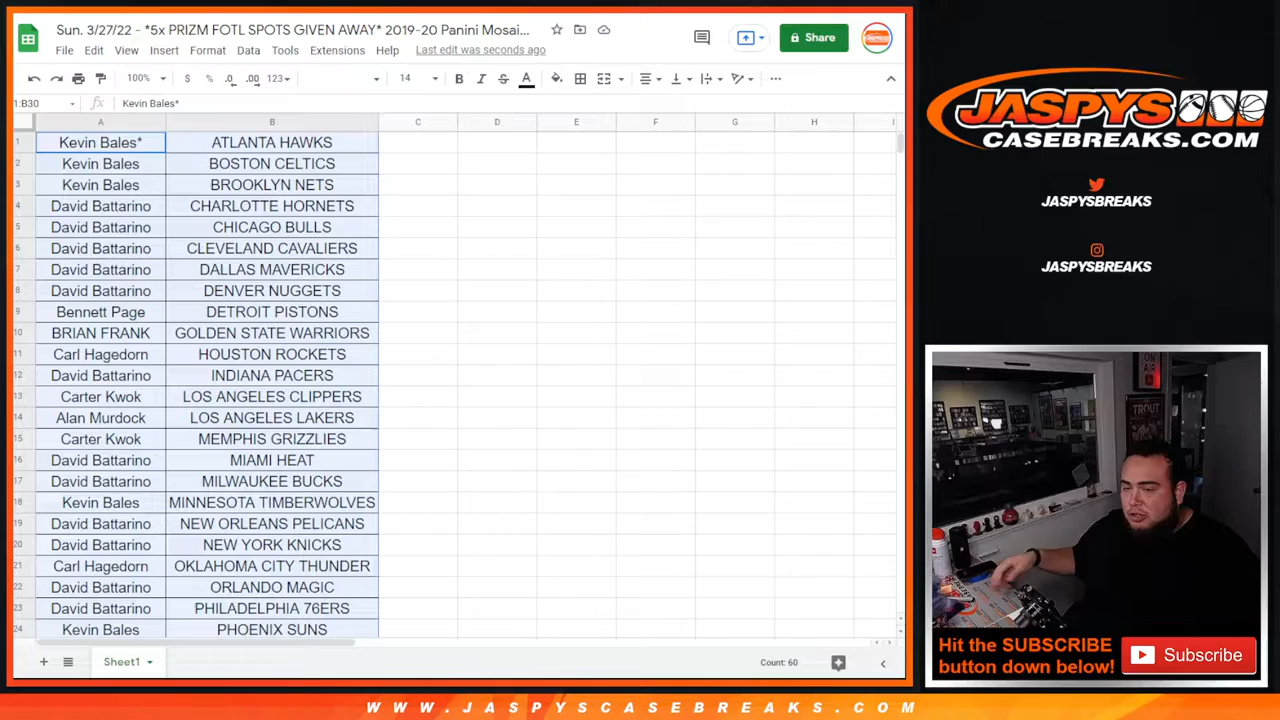 Sun. 3/27/22 - *5x PRIZM FOTL SPOTS GIVEN AWAY* 2019-20 Panini Mosai...
Share
File Edit View Insert Format Data Tools Extensions Help Last edit was seconds ago
100% $ % .0 .00 123 14 B I S A
1:B30 fx Kevin Bales*
A B C D E F G H I
1 Kevin Bales* ATLANTA HAWKS
2 Kevin Bales BOSTON CELTICS
3 Kevin Bales BROOKLYN NETS
4 David Battarino CHARLOTTE HORNETS
5 David Battarino CHICAGO BULLS
6 David Battarino CLEVELAND CAVALIERS
7 David Battarino DALLAS MAVERICKS
8 David Battarino DENVER NUGGETS
9 Bennett Page DETROIT PISTONS
10 BRIAN FRANK GOLDEN STATE WARRIORS
11 Carl Hagedorn HOUSTON ROCKETS
12 David Battarino INDIANA PACERS
13 Carter Kwok LOS ANGELES CLIPPERS
14 Alan Murdock LOS ANGELES LAKERS
15 Carter Kwok MEMPHIS GRIZZLIES
16 David Battarino MIAMI HEAT
17 David Battarino MILWAUKEE BUCKS
18 Kevin Bales MINNESOTA TIMBERWOLVES
19 David Battarino NEW ORLEANS PELICANS
20 David Battarino NEW YORK KNICKS
21 Carl Hagedorn OKLAHOMA CITY THUNDER
22 David Battarino ORLANDO MAGIC
23 David Battarino PHILADELPHIA 76ERS
24 Kevin Bales PHOENIX SUNS
Sheet1 Count: 60
JASPYS
CASEBREAKS.COM
JASPYSBREAKS
JASPYSBREAKS
ON AIR
TROUT
Hit the SUBSCRIBE
button down below!
Subscribe
WWW.JASPYSCASEBREAKS.COM